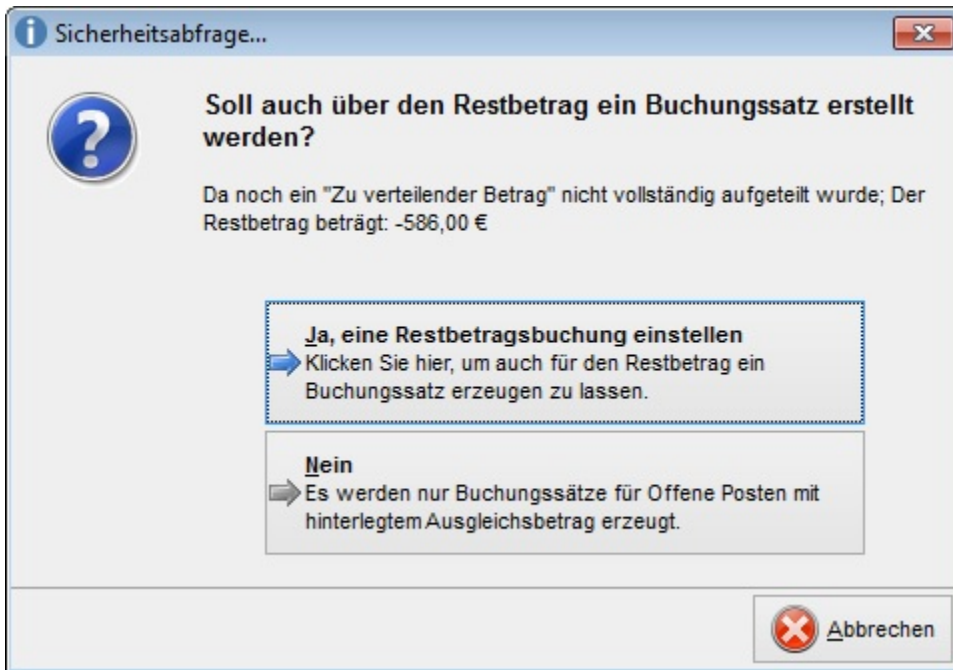 Sicherheitsabfrage...
Soll auch über den Restbetrag ein Buchungssatz erstellt
werden?
Da noch ein "Zu verteilender Betrag" nicht vollständig aufgeteilt wurde; Der
Restbetrag beträgt: -586,00 €
Ja, eine Restbetragsbuchung einstellen
Klicken Sie hier, um auch für den Restbetrag ein
Buchungssatz erzeugen zu lassen.
Nein
Es werden nur Buchungssätze für Offene Posten mit
hinterlegtem Ausgleichsbetrag erzeugt.
Abbrechen